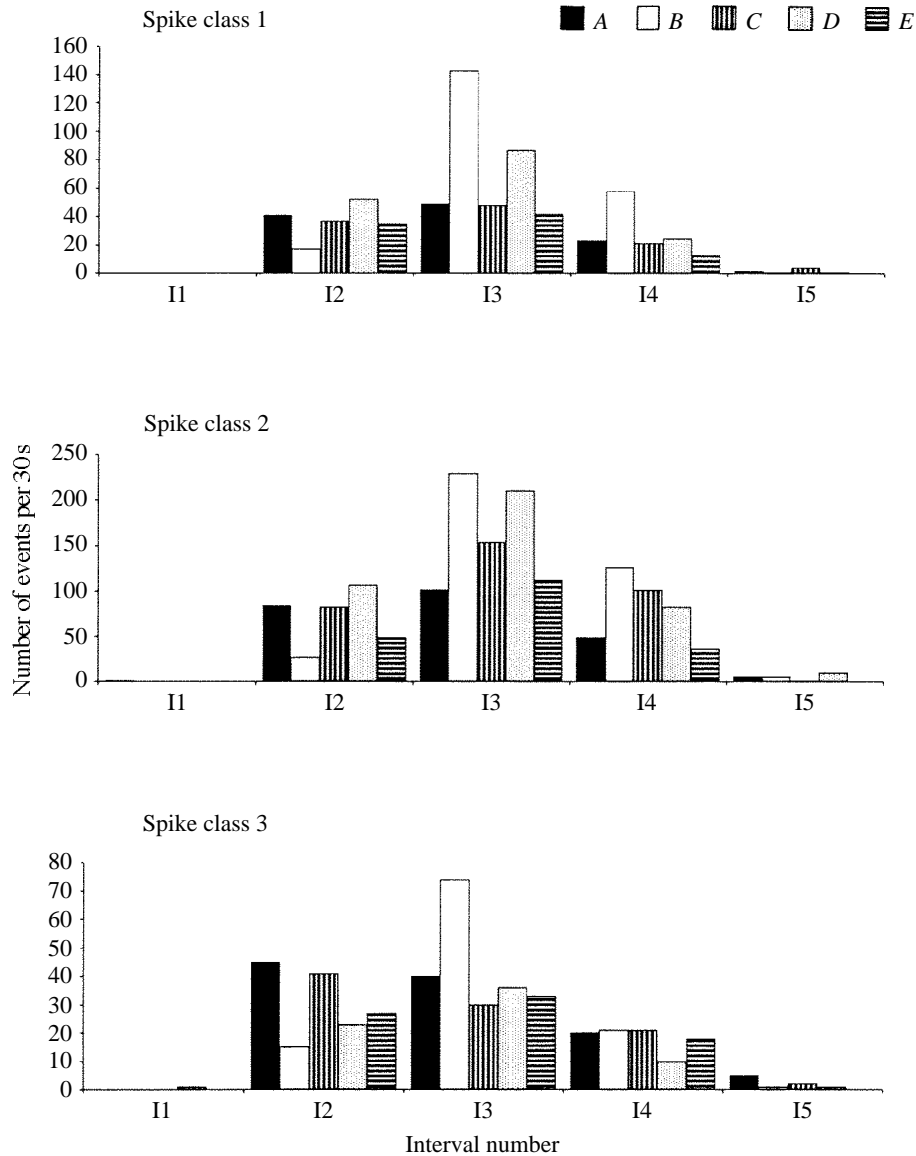 Spike class 1
A B C D E
160
140
120
100
80
60
40
20
0
I1 I2 I3 I4 I5
Spike class 2
Number of events per 30s
250
200
150
100
50
0
I1 I2 I3 I4 I5
Spike class 3
80
70
60
50
40
30
20
10
0
I1 I2 I3 I4 I5
Interval number